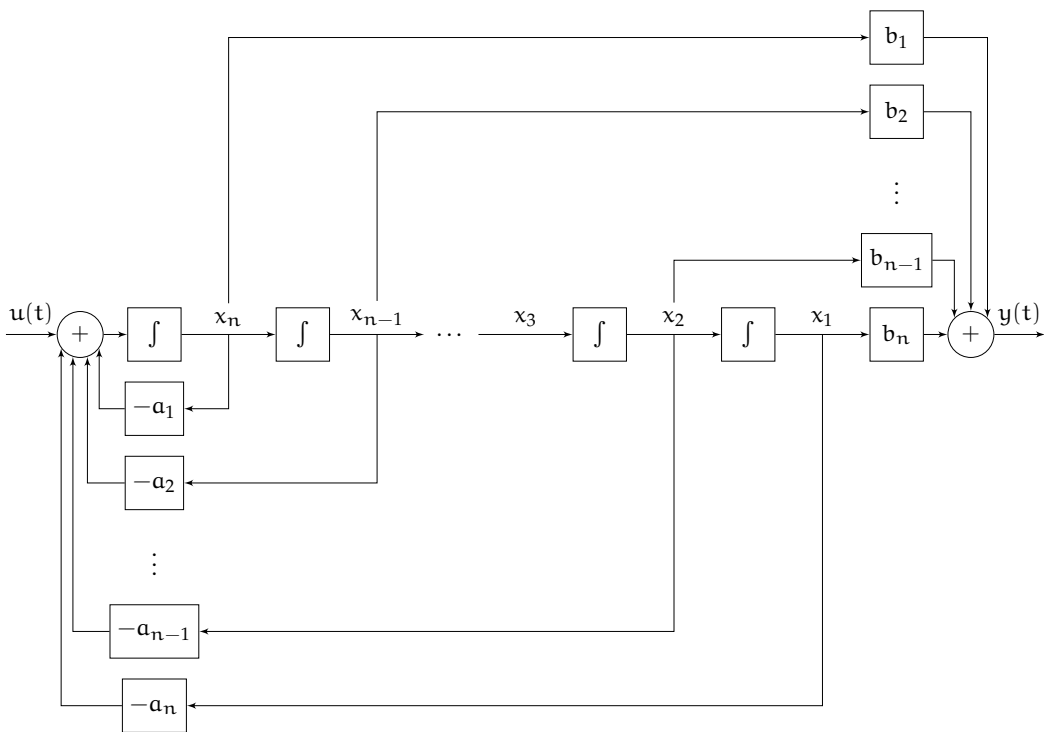 b₁
b₂
⋮
bₙ₋₁
u(t) + ∫ xₙ ∫ xₙ₋₁ ⋯ x₃ ∫ x₂ ∫ x₁ bₙ + y(t)
−a₁
−a₂
⋮
−aₙ₋₁
−aₙ